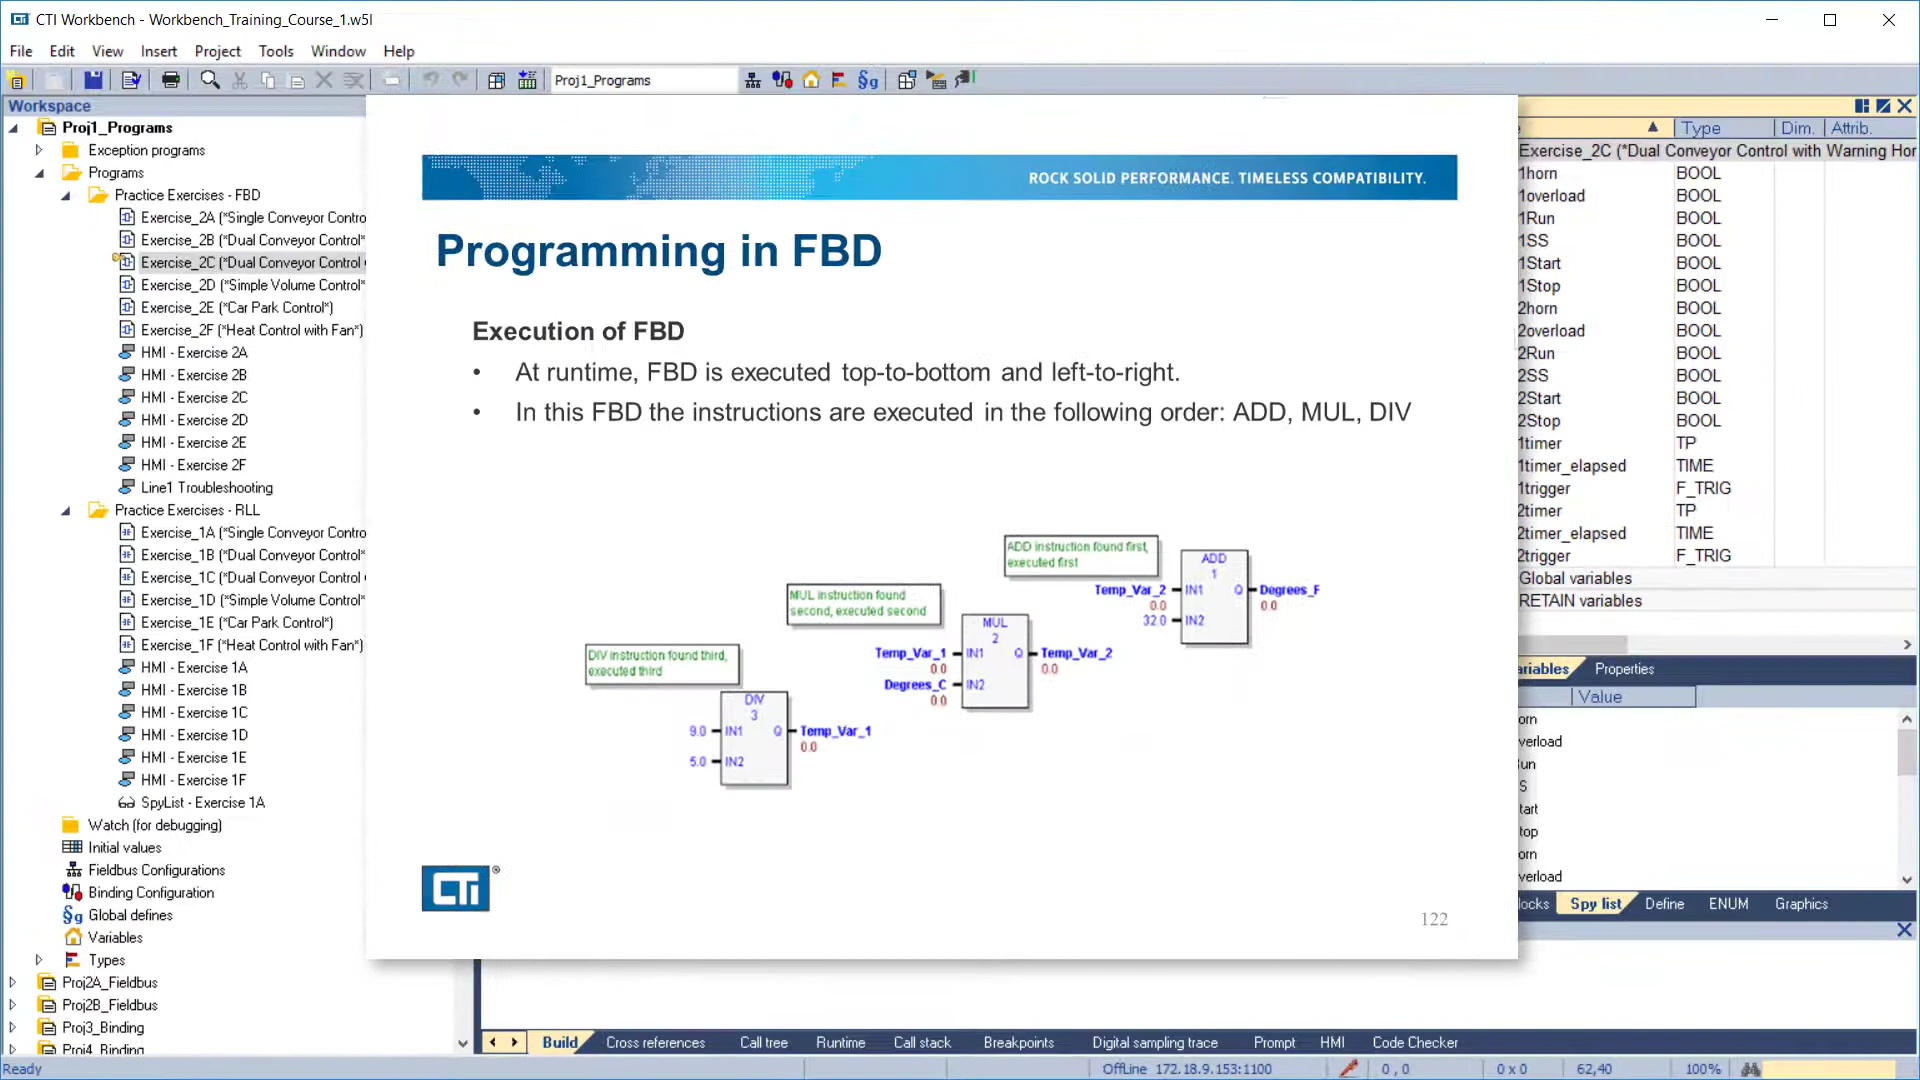 CTI Workbench - Workbench_Training_Course_1.w5l
File Edit View Insert Project Tools Window Help
Proj1_Programs
Workspace
Proj1_Programs
Exception programs
Programs
Practice Exercises - FBD
Exercise_2A (*Single Conveyor Contro
Exercise_2B (*Dual Conveyor Control*
Exercise_2C (*Dual Conveyor Control
Exercise_2D (*Simple Volume Control*
Exercise_2E (*Car Park Control*)
Exercise_2F (*Heat Control with Fan*)
HMI - Exercise 2A
HMI - Exercise 2B
HMI - Exercise 2C
HMI - Exercise 2D
HMI - Exercise 2E
HMI - Exercise 2F
Line1 Troubleshooting
Practice Exercises - RLL
Exercise_1A (*Single Conveyor Contro
Exercise_1B (*Dual Conveyor Control*
Exercise_1C (*Dual Conveyor Control
Exercise_1D (*Simple Volume Control*
Exercise_1E (*Car Park Control*)
Exercise_1F (*Heat Control with Fan*)
HMI - Exercise 1A
HMI - Exercise 1B
HMI - Exercise 1C
HMI - Exercise 1D
HMI - Exercise 1E
HMI - Exercise 1F
SpyList - Exercise 1A
Watch (for debugging)
Initial values
Fieldbus Configurations
Binding Configuration
Global defines
Variables
Types
Proj2A_Fieldbus
Proj2B_Fieldbus
Proj3_Binding
Proj4_Binding
ROCK SOLID PERFORMANCE. TIMELESS COMPATIBILITY.
Programming in FBD
Execution of FBD
• At runtime, FBD is executed top-to-bottom and left-to-right.
• In this FBD the instructions are executed in the following order: ADD, MUL, DIV
ADD instruction found first,
executed first
ADD
1
Temp_Var_2 IN1 Q Degrees_F
0.0 0.0
32.0 IN2
MUL instruction found
second, executed second
MUL
2
Temp_Var_1 IN1 Q Temp_Var_2
0.0 0.0
Degrees_C IN2
0.0
DIV instruction found third,
executed third
DIV
3
9.0 IN1 Q Temp_Var_1
0.0
5.0 IN2
CTi ®
122
Type Dim. Attrib.
Exercise_2C (*Dual Conveyor Control with Warning Hor
1horn BOOL
1overload BOOL
1Run BOOL
1SS BOOL
1Start BOOL
1Stop BOOL
2horn BOOL
2overload BOOL
2Run BOOL
2SS BOOL
2Start BOOL
2Stop BOOL
1timer TP
1timer_elapsed TIME
1trigger F_TRIG
2timer TP
2timer_elapsed TIME
2trigger F_TRIG
Global variables
RETAIN variables
ariables Properties
Value
orn
verload
un
S
tart
top
orn
verload
locks Spy list Define ENUM Graphics
Build Cross references Call tree Runtime Call stack Breakpoints Digital sampling trace Prompt HMI Code Checker
Ready OffLine 172.18.9.153:1100 0 , 0 0 x 0 62,40 100%